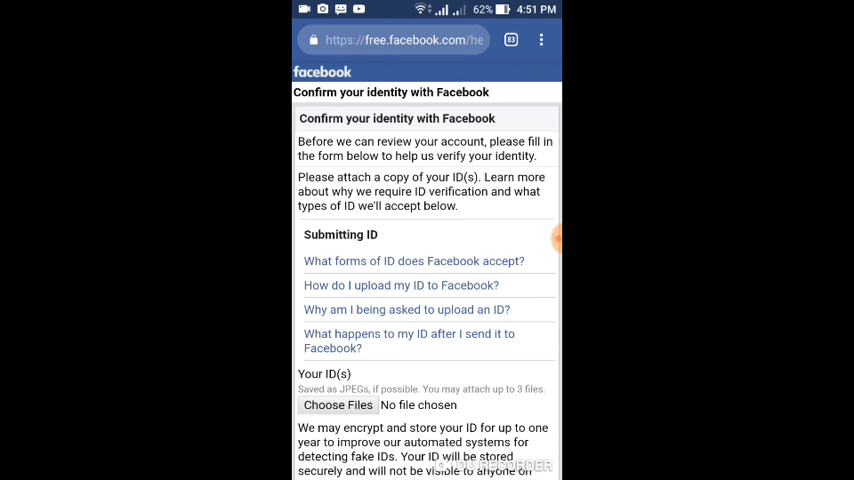 62% 4:51 PM
https://free.facebook.com/he
83
facebook
Confirm your identity with Facebook
Confirm your identity with Facebook
Before we can review your account, please fill in
the form below to help us verify your identity.
Please attach a copy of your ID(s). Learn more
about why we require ID verification and what
types of ID we'll accept below.
Submitting ID
What forms of ID does Facebook accept?
How do I upload my ID to Facebook?
Why am I being asked to upload an ID?
What happens to my ID after I send it to
Facebook?
Your ID(s)
Saved as JPEGs, if possible. You may attach up to 3 files.
Choose Files No file chosen
We may encrypt and store your ID for up to one
year to improve our automated systems for
detecting fake IDs. Your ID will be stored
securely and will not be visible to anyone on
DU RECORDER